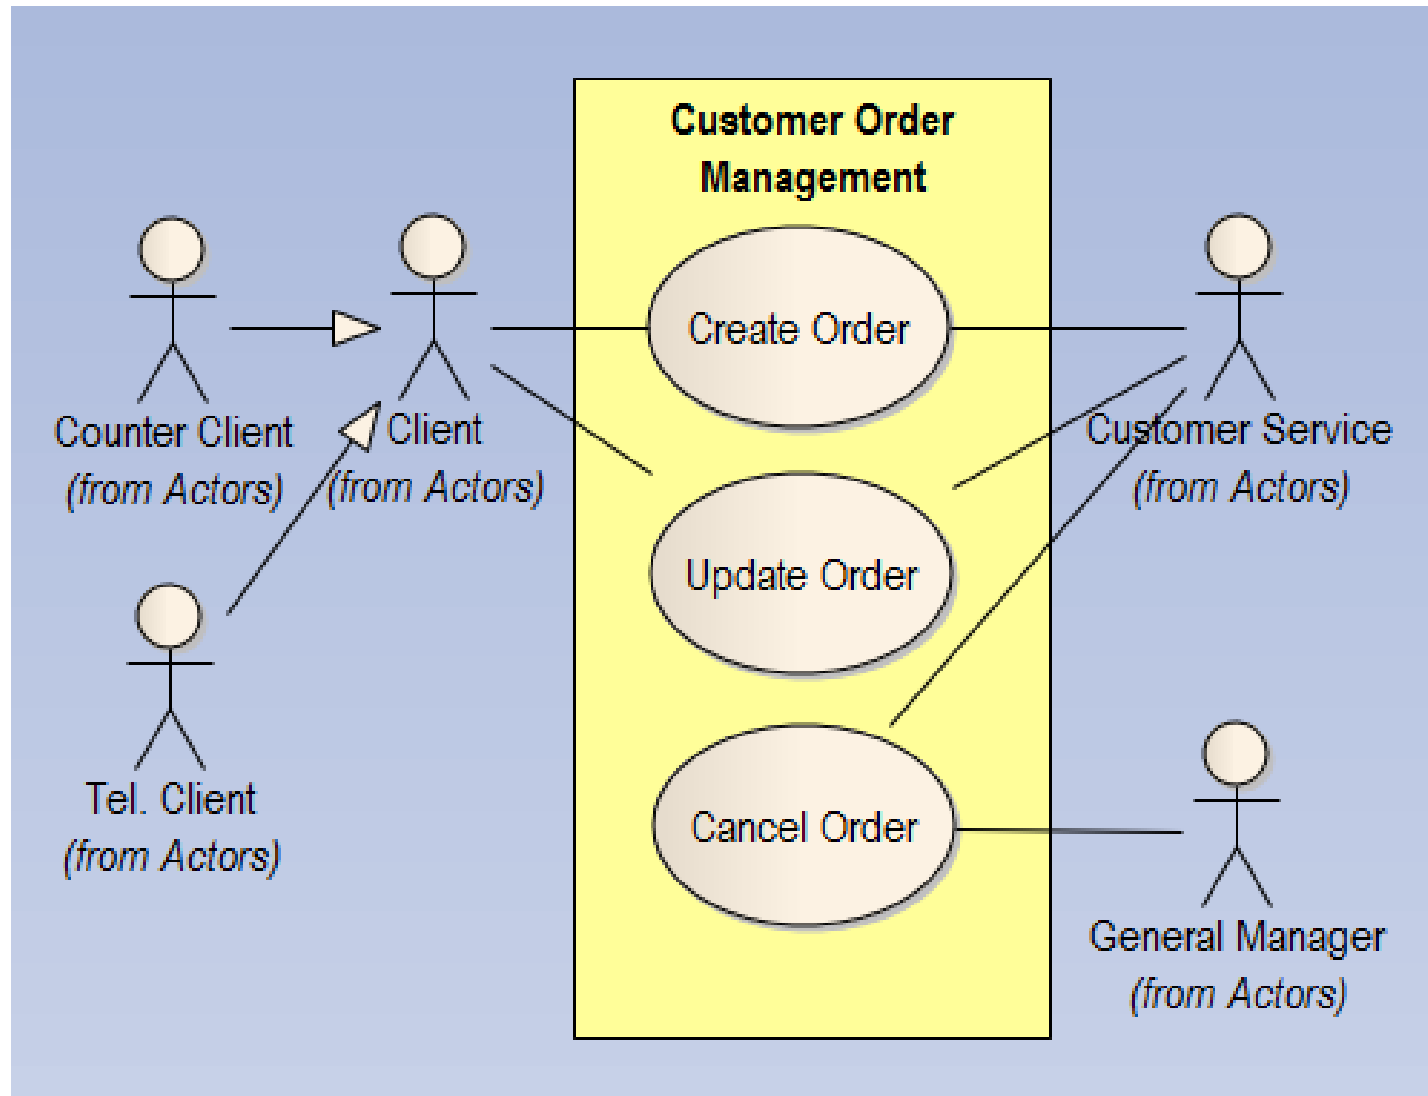 Customer Order
Management
Create Order
Update Order
Cancel Order
Counter Client
(from Actors)
Client
(from Actors)
Tel. Client
(from Actors)
Customer Service
(from Actors)
General Manager
(from Actors)